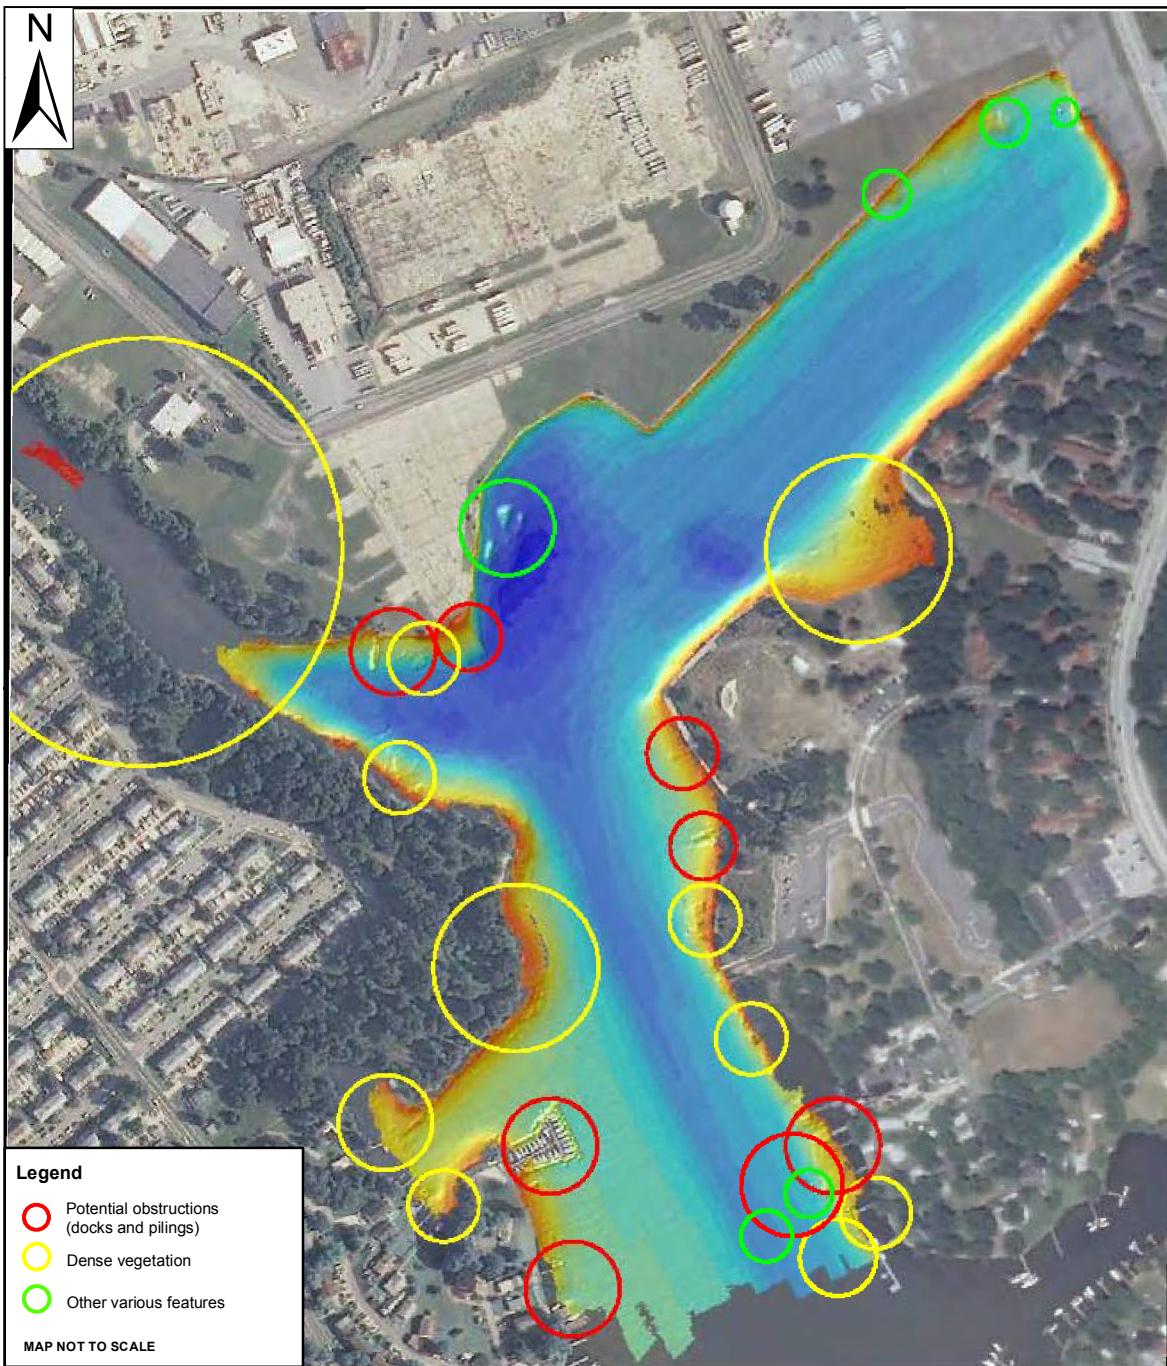 N
Legend
Potential obstructions
(docks and pilings)
Dense vegetation
Other various features
MAP NOT TO SCALE